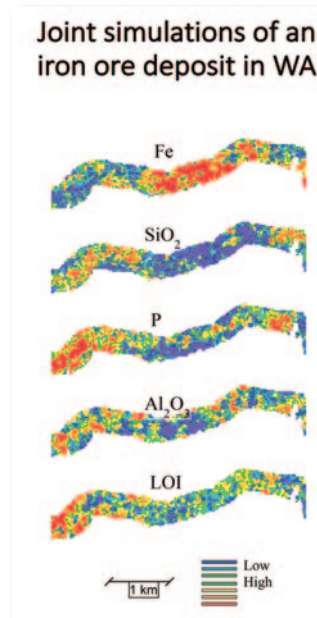 Joint simulations of an
iron ore deposit in WA
Fe
SiO₂
P
Al₂O₃
LOI
Low
High
1 km